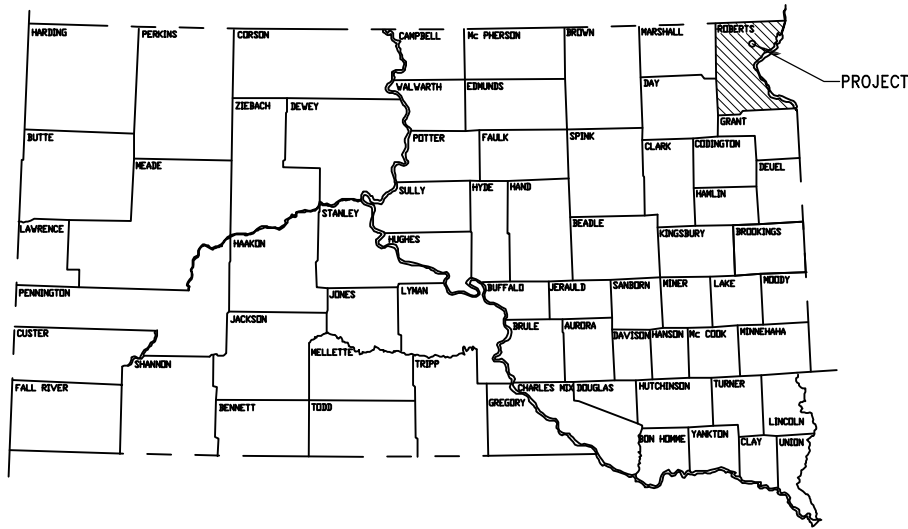 HARDING
PERKINS
CORSON
CAMPBELL
Mc PHERSON
BROWN
MARSHALL
ROBERTS
PROJECT
WALWARTH
EDMUNDS
DAY
ZIEBACH
DEWEY
GRANT
BUTTE
POTTER
FAULK
SPINK
CLARK
CODINGTON
MEADE
DEUEL
SULLY
HYDE
HAND
HAMLIN
STANLEY
LAWRENCE
BEADLE
HAAKON
HUGHES
KINGSBURY
BROOKINGS
PENNINGTON
JONES
LYMAN
BUFFALO
JERAULD
SANBORN
MINER
LAKE
MOODY
CUSTER
JACKSON
BRULE
AURORA
DAVISON
HANSON
Mc COOK
MINNEHAHA
SHANNON
MELLETTE
TRIPP
FALL RIVER
CHARLES MIX
DOUGLAS
HUTCHINSON
TURNER
BENNETT
TODD
GREGORY
LINCOLN
BON HOMME
YANKTON
CLAY
UNION